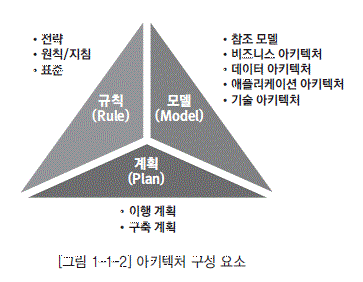 • 전략
• 원칙/지침
• 표준
• 참조 모델
• 비즈니스 아키텍처
• 데이터 아키텍처
• 애플리케이션 아키텍처
• 기술 아키텍처
규칙
(Rule)
모델
(Model)
계획
(Plan)
• 이행 계획
• 구축 계획
[그림 1-1-2] 아키텍처 구성 요소